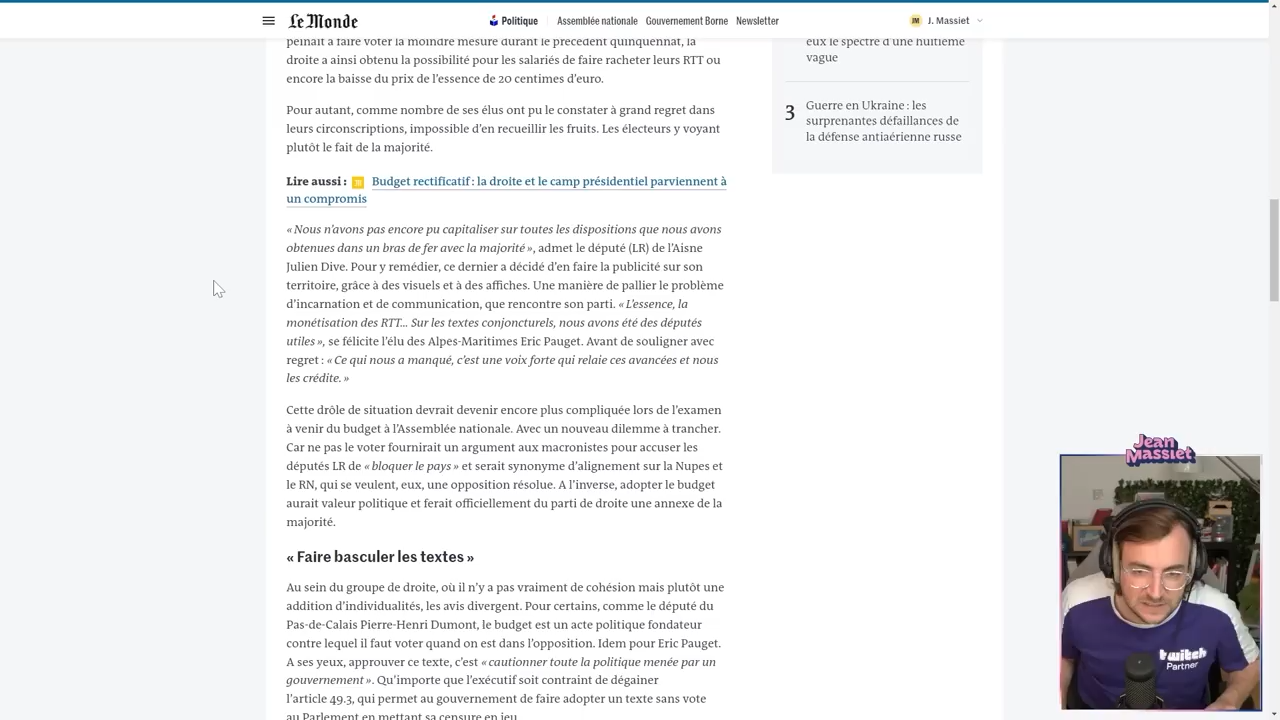 Le Monde
Politique
Assemblée nationale
Gouvernement Borne
Newsletter
JM
J. Massiet
peinait à faire voter la moindre mesure durant le précédent quinquennat, la
droite a ainsi obtenu la possibilité pour les salariés de faire racheter leurs RTT ou
encore la baisse du prix de l'essence de 20 centimes d'euro.
Pour autant, comme nombre de ses élus ont pu le constater à grand regret dans
leurs circonscriptions, impossible d'en recueillir les fruits. Les électeurs y voyant
plutôt le fait de la majorité.
Lire aussi : Budget rectificatif : la droite et le camp présidentiel parviennent à
un compromis
« Nous n'avons pas encore pu capitaliser sur toutes les dispositions que nous avons
obtenues dans un bras de fer avec la majorité », admet le député (LR) de l'Aisne
Julien Dive. Pour y remédier, ce dernier a décidé d'en faire la publicité sur son
territoire, grâce à des visuels et à des affiches. Une manière de pallier le problème
d'incarnation et de communication, que rencontre son parti. « L'essence, la
monétisation des RTT… Sur les textes conjoncturels, nous avons été des députés
utiles », se félicite l'élu des Alpes-Maritimes Eric Pauget. Avant de souligner avec
regret : « Ce qui nous a manqué, c'est une voix forte qui relaie ces avancées et nous
les crédite. »
Cette drôle de situation devrait devenir encore plus compliquée lors de l'examen
à venir du budget à l'Assemblée nationale. Avec un nouveau dilemme à trancher.
Car ne pas le voter fournirait un argument aux macronistes pour accuser les
députés LR de « bloquer le pays » et serait synonyme d'alignement sur la Nupes et
le RN, qui se veulent, eux, une opposition résolue. A l'inverse, adopter le budget
aurait valeur politique et ferait officiellement du parti de droite une annexe de la
majorité.
« Faire basculer les textes »
Au sein du groupe de droite, où il n'y a pas vraiment de cohésion mais plutôt une
addition d'individualités, les avis divergent. Pour certains, comme le député du
Pas-de-Calais Pierre-Henri Dumont, le budget est un acte politique fondateur
contre lequel il faut voter quand on est dans l'opposition. Idem pour Eric Pauget.
A ses yeux, approuver ce texte, c'est « cautionner toute la politique menée par un
gouvernement ». Qu'importe que l'exécutif soit contraint de dégainer
l'article 49.3, qui permet au gouvernement de faire adopter un texte sans vote
au Parlement en mettant sa censure en jeu.
eux le spectre d'une huitième
vague
3
Guerre en Ukraine : les
surprenantes défaillances de
la défense antiaérienne russe
Jean
Massiet
twitch
Partner